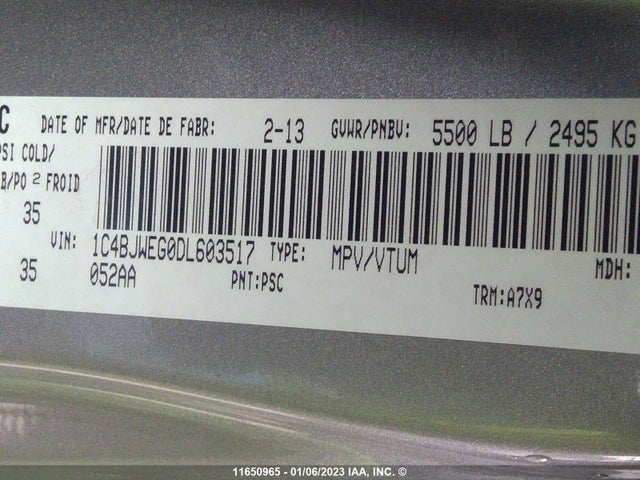 C DATE OF MFR/DATE DE FABR: 2-13 GVWR/PNBV: 5500 LB / 2495 KG
PSI COLD/
B/PO 2 FROID
35
VIN: 1C4BJWEG0DL603517 TYPE: MPV/VTUM MDH:
35 052AA PNT:PSC TRM:A7X9
11650965 - 01/06/2023 IAA, INC. ©